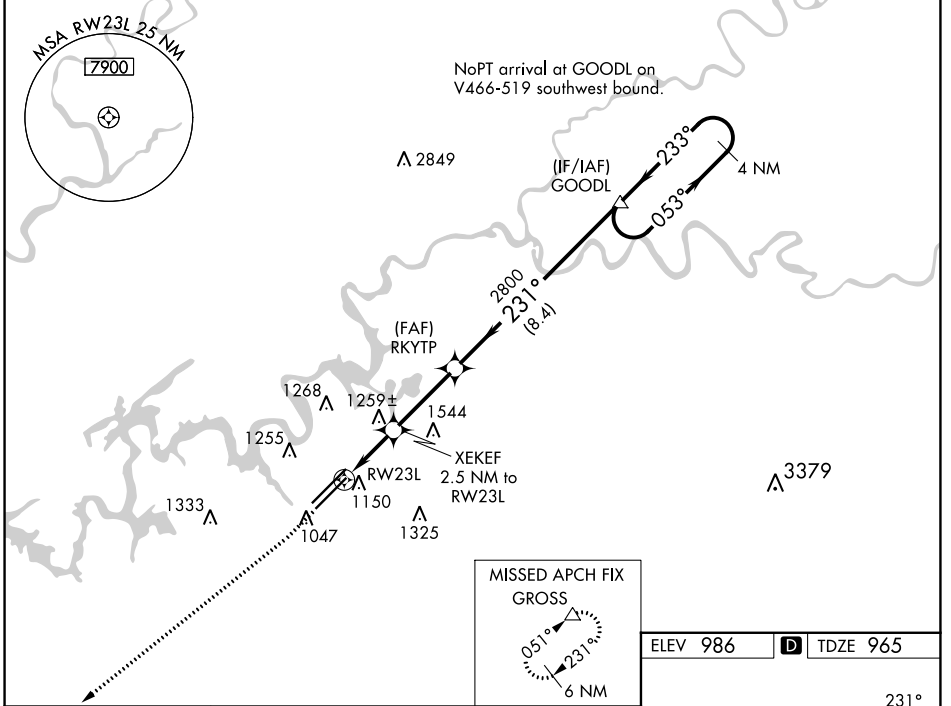 MSA RW23L 25 NM
7900
NoPT arrival at GOODL on
V466-519 southwest bound.
2849
(IF/IAF)
GOODL
233°
4 NM
053°
2800
231°
(8.4)
(FAF)
RKYTP
1268
1259±
1544
1255
XEKEF
2.5 NM to
RW23L
RW23L
1150
3379
1333
1047
1325
MISSED APCH FIX
GROSS
051°
231°
6 NM
ELEV 986
D
TDZE 965
231°